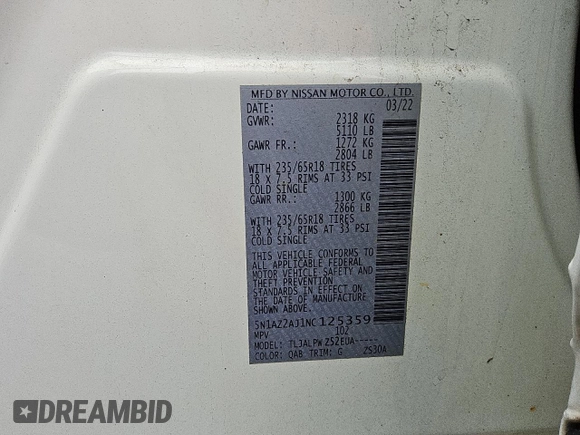 MFD BY NISSAN MOTOR CO., LTD.
DATE: 03/22
GVWR: 2318 KG
5110 LB
GAWR FR.: 1272 KG
2804 LB
WITH 235/65R18 TIRES
18 x 7.5 RIMS AT 33 PSI
COLD SINGLE
GAWR RR.: 1300 KG
2866 LB
WITH 235/65R18 TIRES
18 x 7.5 RIMS AT 33 PSI
COLD SINGLE
THIS VEHICLE CONFORMS TO
ALL APPLICABLE FEDERAL
MOTOR VEHICLE SAFETY AND
THEFT PREVENTION
STANDARDS IN EFFECT ON
THE DATE OF MANUFACTURE
SHOWN ABOVE.
5N1AZ2AJ1NC125359
MPV 102
MODEL: TLJALPW Z52EUA-----
COLOR: QAB TRIM: G ZS30A
DREAMBID